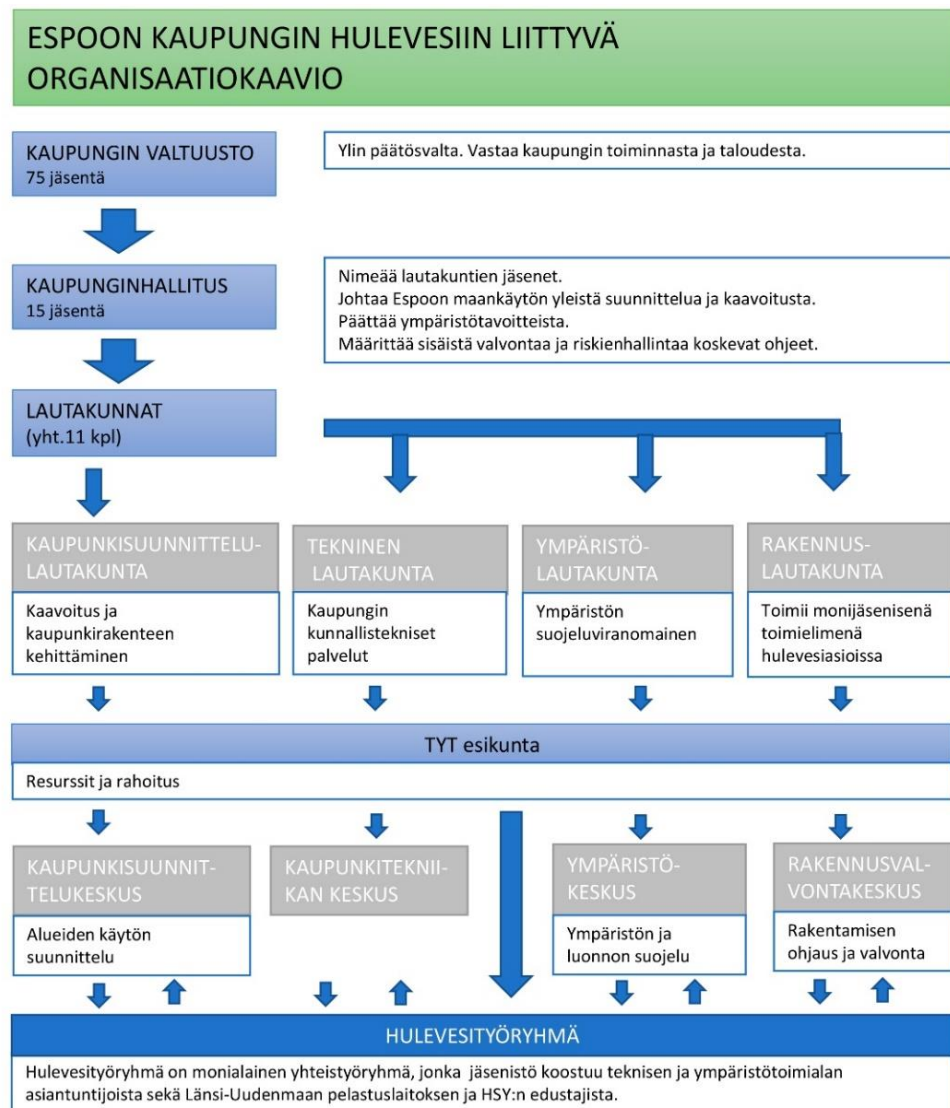 ESPOON KAUPUNGIN HULEVESIIN LIITTYVÄ
ORGANISAATIOKAAVIO
KAUPUNGIN VALTUUSTO
75 jäsentä
Ylin päätösvalta. Vastaa kaupungin toiminnasta ja taloudesta.
KAUPUNGINHALLITUS
15 jäsentä
Nimeää lautakuntien jäsenet.
Johtaa Espoon maankäytön yleistä suunnittelua ja kaavoitusta.
Päättää ympäristötavoitteista.
Määrittää sisäistä valvontaa ja riskienhallintaa koskevat ohjeet.
LAUTAKUNNAT
(yht.11 kpl)
KAUPUNKISUUNNITTELU-
LAUTAKUNTA
Kaavoitus ja
kaupunkirakenteen
kehittäminen
TEKNINEN
LAUTAKUNTA
Kaupungin
kunnallistekniset
palvelut
YMPÄRISTÖ-
LAUTAKUNTA
Ympäristön
suojeluviranomainen
RAKENNUS-
LAUTAKUNTA
Toimii monijäsenisenä
toimielimenä
hulevesiasioissa
TYT esikunta
Resurssit ja rahoitus
KAUPUNKISUUNNIT-
TELUKESKUS
Alueiden käytön
suunnittelu
KAUPUNKITEKNII-
KAN KESKUS
YMPÄRISTÖ-
KESKUS
Ympäristön ja
luonnon suojelu
RAKENNUSVAL-
VONTAKESKUS
Rakentamisen
ohjaus ja valvonta
HULEVESITYÖRYHMÄ
Hulevesityöryhmä on monialainen yhteistyöryhmä, jonka jäsenistö koostuu teknisen ja ympäristötoimialan
asiantuntijoista sekä Länsi-Uudenmaan pelastuslaitoksen ja HSY:n edustajista.